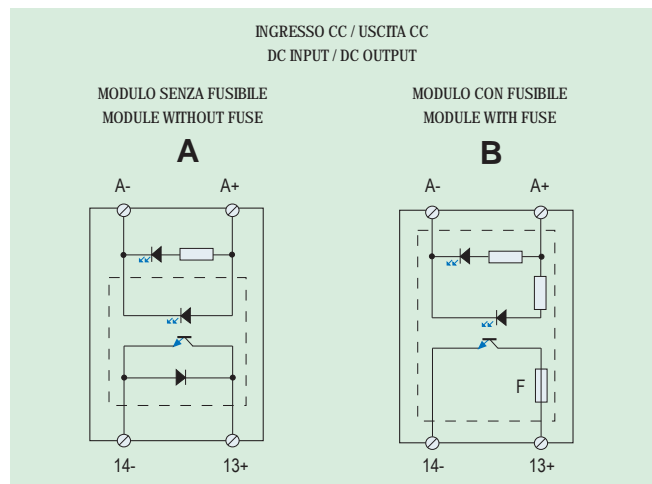 INGRESSO CC / USCITA CC
DC INPUT / DC OUTPUT
MODULO SENZA FUSIBILE
MODULE WITHOUT FUSE
A
A-
A+
14-
13+
MODULO CON FUSIBILE
MODULE WITH FUSE
B
A-
A+
F
14-
13+